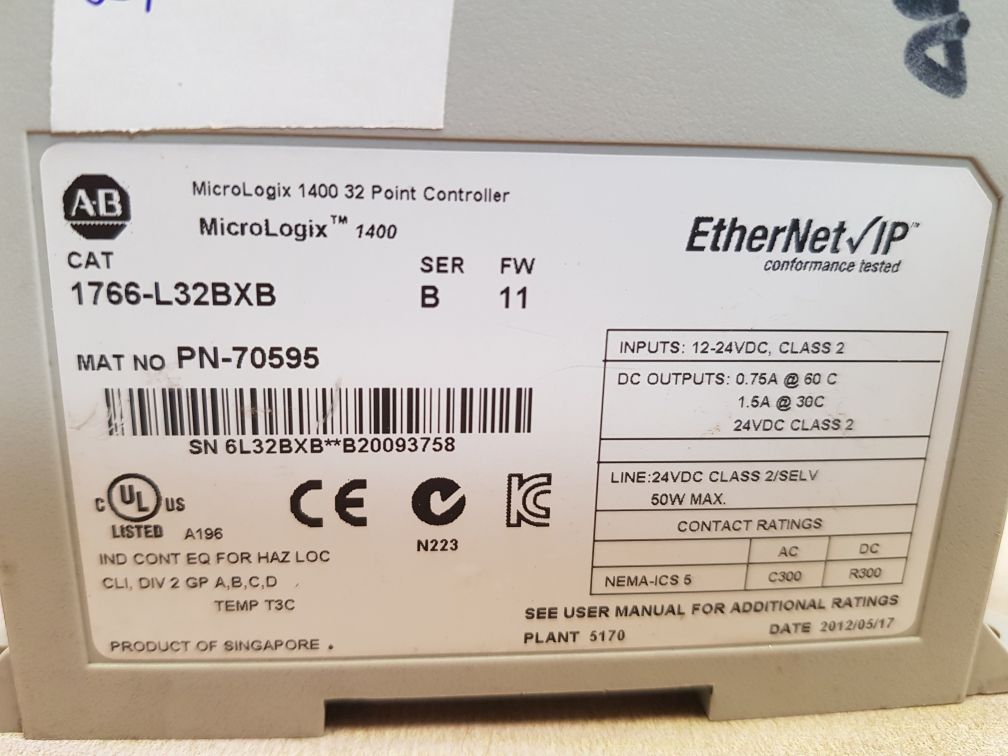 A·B
MicroLogix 1400 32 Point Controller
MicroLogix™ 1400
EtherNet/IP™
conformance tested
CAT SER FW
1766-L32BXB B 11
MAT NO PN-70595
SN 6L32BXB**B20093758
INPUTS: 12-24VDC, CLASS 2
DC OUTPUTS: 0.75A @ 60 C
1.5A @ 30C
24VDC CLASS 2
LINE:24VDC CLASS 2/SELV
50W MAX.
CONTACT RATINGS
AC DC
NEMA-ICS 5 C300 R300
C UL US
LISTED A196
CE
N223
KC
IND CONT EQ FOR HAZ LOC
CLI, DIV 2 GP A,B,C,D
TEMP T3C
PRODUCT OF SINGAPORE .
SEE USER MANUAL FOR ADDITIONAL RATINGS
PLANT 5170 DATE 2012/05/17